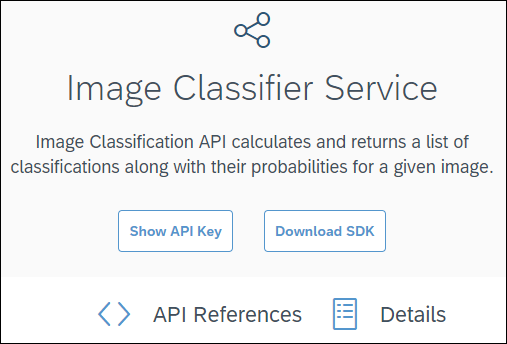 Image Classifier Service
Image Classification API calculates and returns a list of
classifications along with their probabilities for a given image.
Show API Key
Download SDK
API References
Details